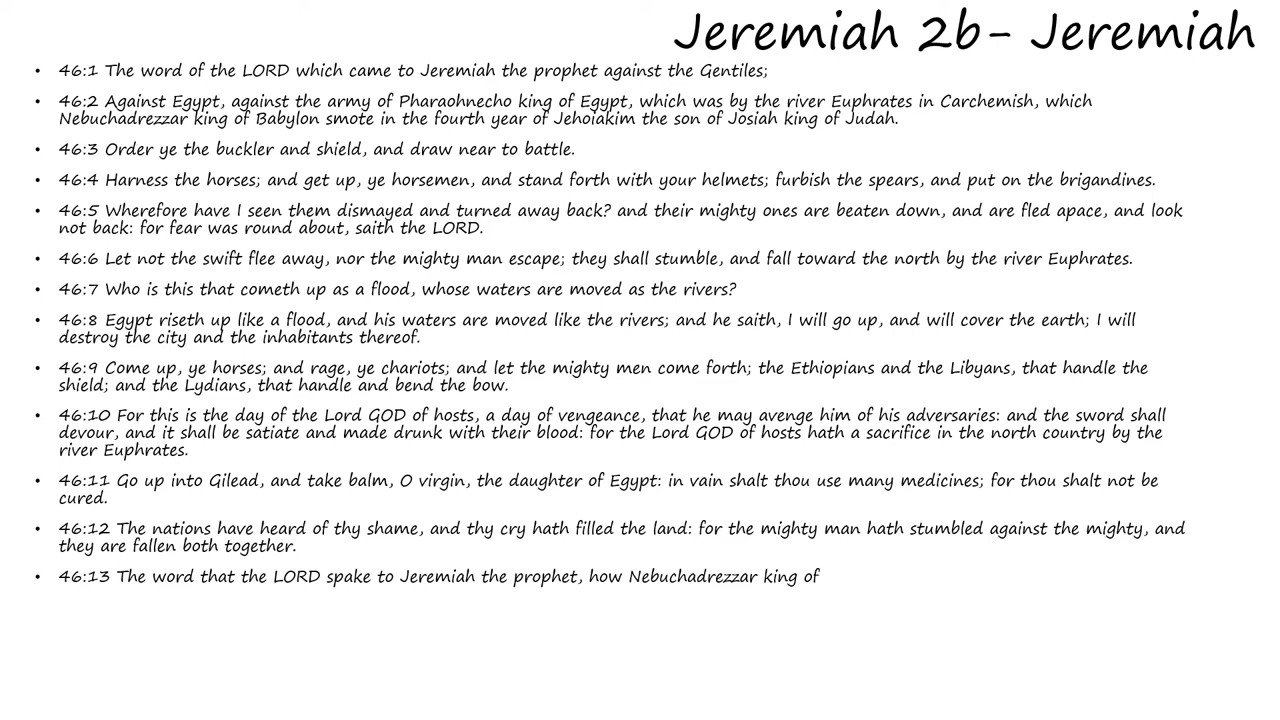 Jeremiah 2b- Jeremiah
• 46:1 The word of the LORD which came to Jeremiah the prophet against the Gentiles;
• 46:2 Against Egypt, against the army of Pharaohnecho king of Egypt, which was by the river Euphrates in Carchemish, which
Nebuchadrezzar king of Babylon smote in the fourth year of Jehoiakim the son of Josiah king of Judah.
• 46:3 Order ye the buckler and shield, and draw near to battle.
• 46:4 Harness the horses; and get up, ye horsemen, and stand forth with your helmets; furbish the spears, and put on the brigandines.
• 46:5 Wherefore have I seen them dismayed and turned away back? and their mighty ones are beaten down, and are fled apace, and look
not back: for fear was round about, saith the LORD.
• 46:6 Let not the swift flee away, nor the mighty man escape; they shall stumble, and fall toward the north by the river Euphrates.
• 46:7 Who is this that cometh up as a flood, whose waters are moved as the rivers?
• 46:8 Egypt riseth up like a flood, and his waters are moved like the rivers; and he saith, I will go up, and will cover the earth; I will
destroy the city and the inhabitants thereof.
• 46:9 Come up, ye horses; and rage, ye chariots; and let the mighty men come forth; the Ethiopians and the Libyans, that handle the
shield; and the Lydians, that handle and bend the bow.
• 46:10 For this is the day of the Lord GOD of hosts, a day of vengeance, that he may avenge him of his adversaries: and the sword shall
devour, and it shall be satiate and made drunk with their blood: for the Lord GOD of hosts hath a sacrifice in the north country by the
river Euphrates.
• 46:11 Go up into Gilead, and take balm, O virgin, the daughter of Egypt: in vain shalt thou use many medicines; for thou shalt not be
cured.
• 46:12 The nations have heard of thy shame, and thy cry hath filled the land: for the mighty man hath stumbled against the mighty, and
they are fallen both together.
• 46:13 The word that the LORD spake to Jeremiah the prophet, how Nebuchadrezzar king of